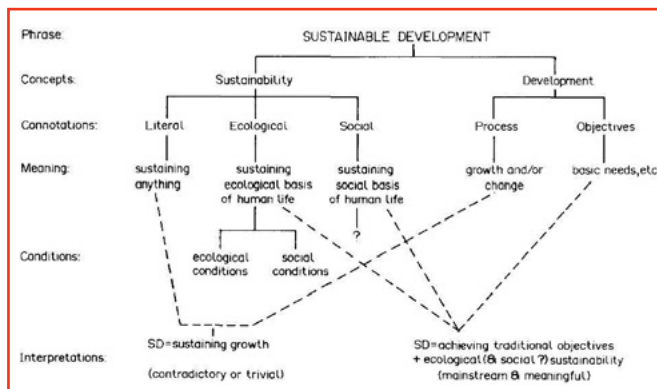 Phrase: SUSTAINABLE DEVELOPMENT
Concepts: Sustainability Development
Connotations: Literal Ecological Social Process Objectives
Meaning: sustaining sustaining sustaining growth and/or basic needs, etc
anything ecological basis social basis change
of human life of human life
?
Conditions: ecological social
conditions conditions
SD=sustaining growth SD=achieving traditional objectives
Interpretations: + ecological(& social ?) sustainability
(contradictory or trivial) (mainstream & meaningful)